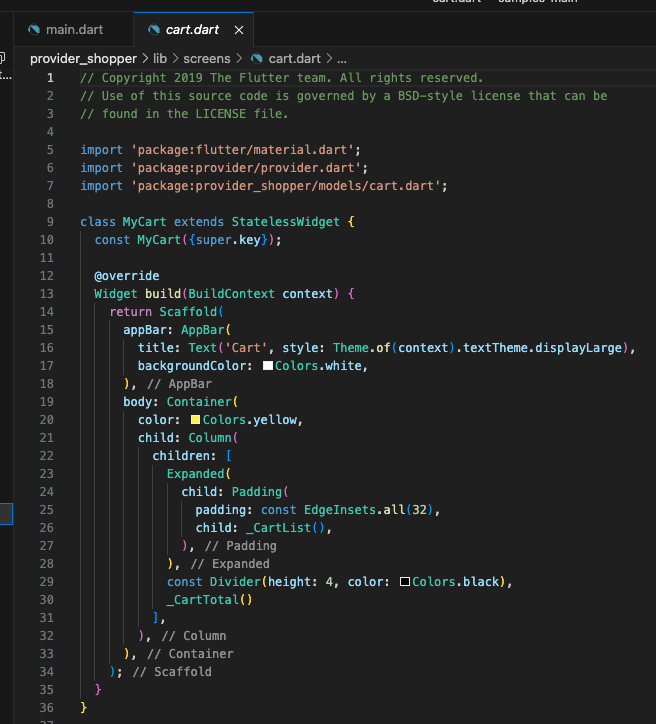 main.dart
cart.dart
provider_shopper > lib > screens > cart.dart > ...
1 // Copyright 2019 The Flutter team. All rights reserved.
2 // Use of this source code is governed by a BSD-style license that can be
3 // found in the LICENSE file.
4
5 import 'package:flutter/material.dart';
6 import 'package:provider/provider.dart';
7 import 'package:provider_shopper/models/cart.dart';
8
9 class MyCart extends StatelessWidget {
10   const MyCart({super.key});
11
12   @override
13   Widget build(BuildContext context) {
14     return Scaffold(
15       appBar: AppBar(
16         title: Text('Cart', style: Theme.of(context).textTheme.displayLarge),
17         backgroundColor: Colors.white,
18       ), // AppBar
19       body: Container(
20         color: Colors.yellow,
21         child: Column(
22           children: [
23             Expanded(
24               child: Padding(
25                 padding: const EdgeInsets.all(32),
26                 child: _CartList(),
27               ), // Padding
28             ), // Expanded
29             const Divider(height: 4, color: Colors.black),
30             _CartTotal()
31           ],
32         ), // Column
33       ), // Container
34     ); // Scaffold
35   }
36 }